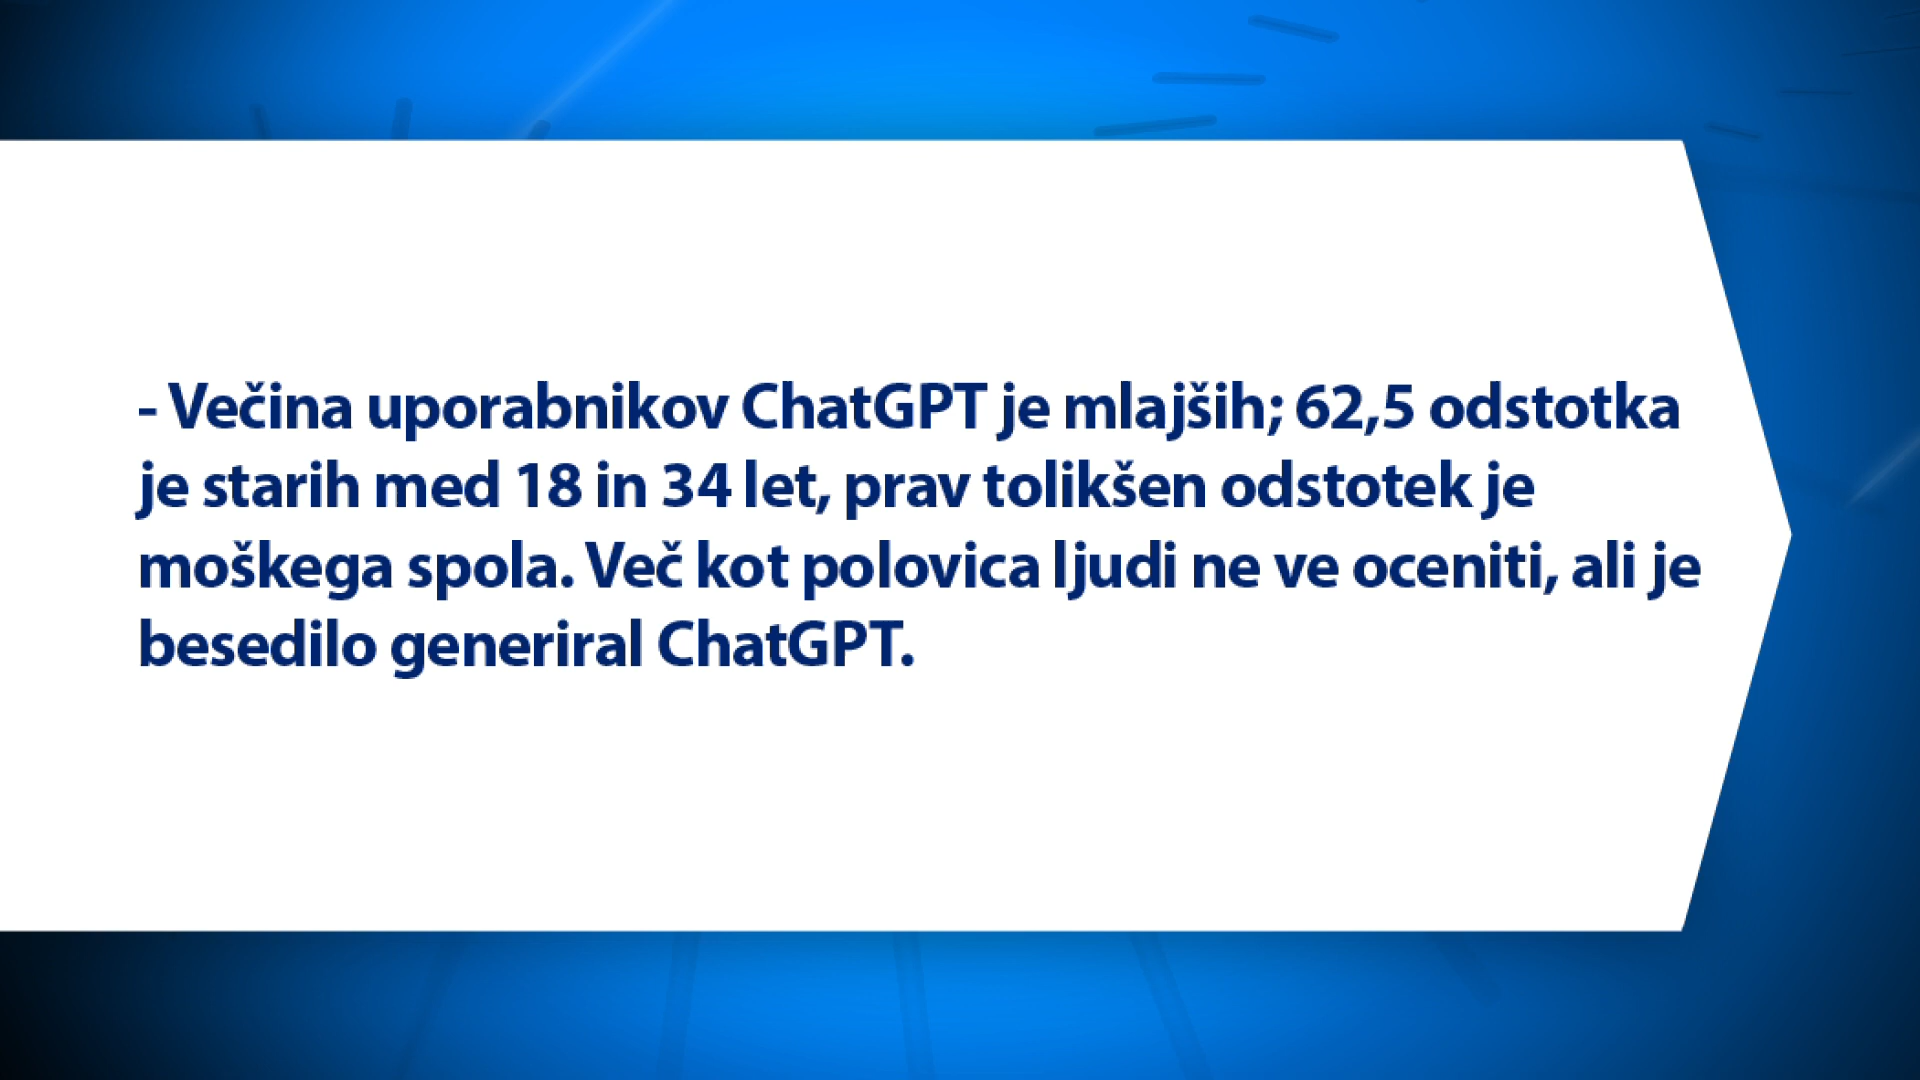 - Večina uporabnikov ChatGPT je mlajših; 62,5 odstotka
je starih med 18 in 34 let, prav tolikšen odstotek je
moškega spola. Več kot polovica ljudi ne ve oceniti, ali je
besedilo generiral ChatGPT.